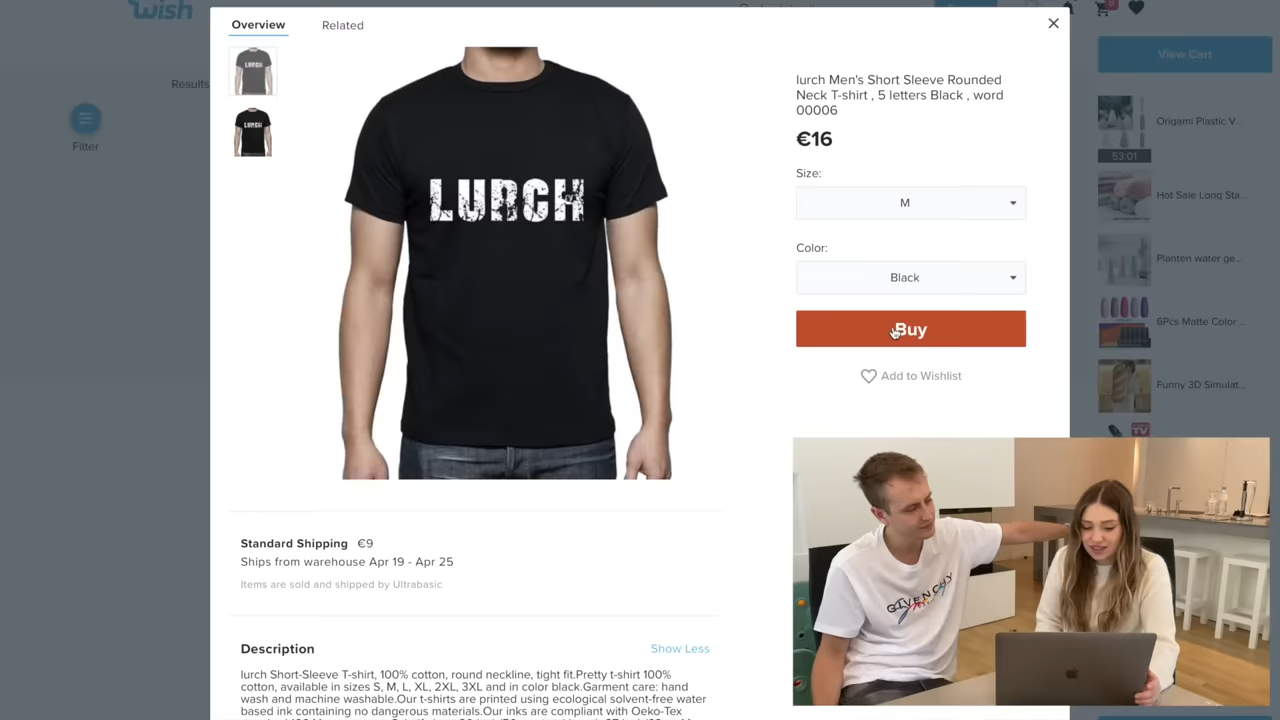 wish
Overview
Related
View Cart
Results
Filter
LURCH
LURCH
LURCH
lurch Men's Short Sleeve Rounded
Neck T-shirt , 5 letters Black , word
00006
€16
Size:
M
Color:
Black
Buy
Add to Wishlist
Origami Plastic V...
53:01
Hot Sale Long Sta...
Planten water ge...
6Pcs Matte Color ...
Funny 3D Simulat...
TV
GIVENCHY
Standard Shipping €9
Ships from warehouse Apr 19 - Apr 25
Items are sold and shipped by Ultrabasic
Description
Show Less
lurch Short-Sleeve T-shirt, 100% cotton, round neckline, tight fit.Pretty t-shirt 100%
cotton, available in sizes S, M, L, XL, 2XL, 3XL and in color black.Garment care: hand
wash and machine washable.Our t-shirts are printed using ecological solvent-free water
based ink containing no dangerous materials.Our inks are compliant with Oeko-Tex